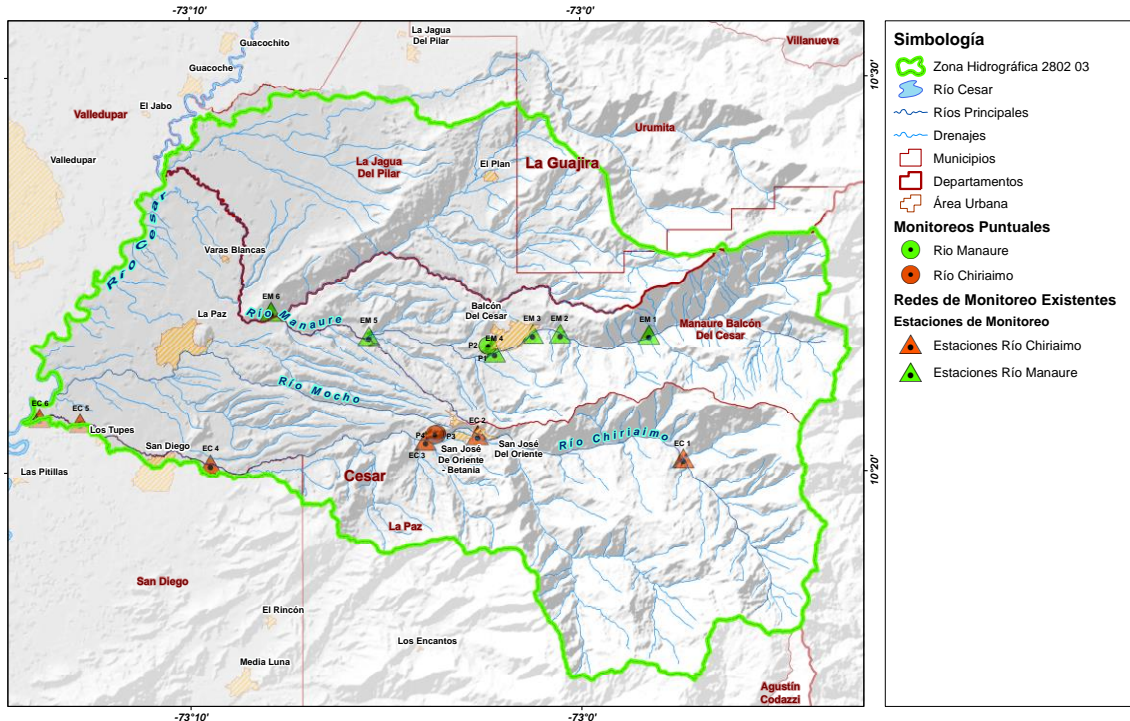 -73°10'
-73°0'
Guacochito
La Jagua
Del Pilar
Villanueva
Guacoche
10°30'
El Jabo
Valledupar
Urumita
Valledupar
La Jagua
Del Pilar
El Plan
La Guajira
Río Cesar
Varas Blancas
EM 6
La Paz
Río Manaure
EM 5
Balcón
Del Cesar
EM 3
EM 2
EM 1
Manaure Balcón
Del Cesar
P2
EM 4
P1
Río Mocho
EC 6
EC 5
Los Tupes
EC 2
P4
P3
San Diego
EC 4
EC 3
San José
De Oriente
- Betania
San José
Del Oriente
Río Chiriaimo
EC 1
Las Pitillas
Cesar
10°20'
La Paz
San Diego
El Rincón
Los Encantos
Media Luna
Agustín
Codazzi
-73°10'
-73°0'
Simbología
Zona Hidrográfica 2802 03
Río Cesar
Ríos Principales
Drenajes
Municipios
Departamentos
Área Urbana
Monitoreos Puntuales
Río Manaure
Río Chiriaimo
Redes de Monitoreo Existentes
Estaciones de Monitoreo
Estaciones Río Chiriaimo
Estaciones Río Manaure